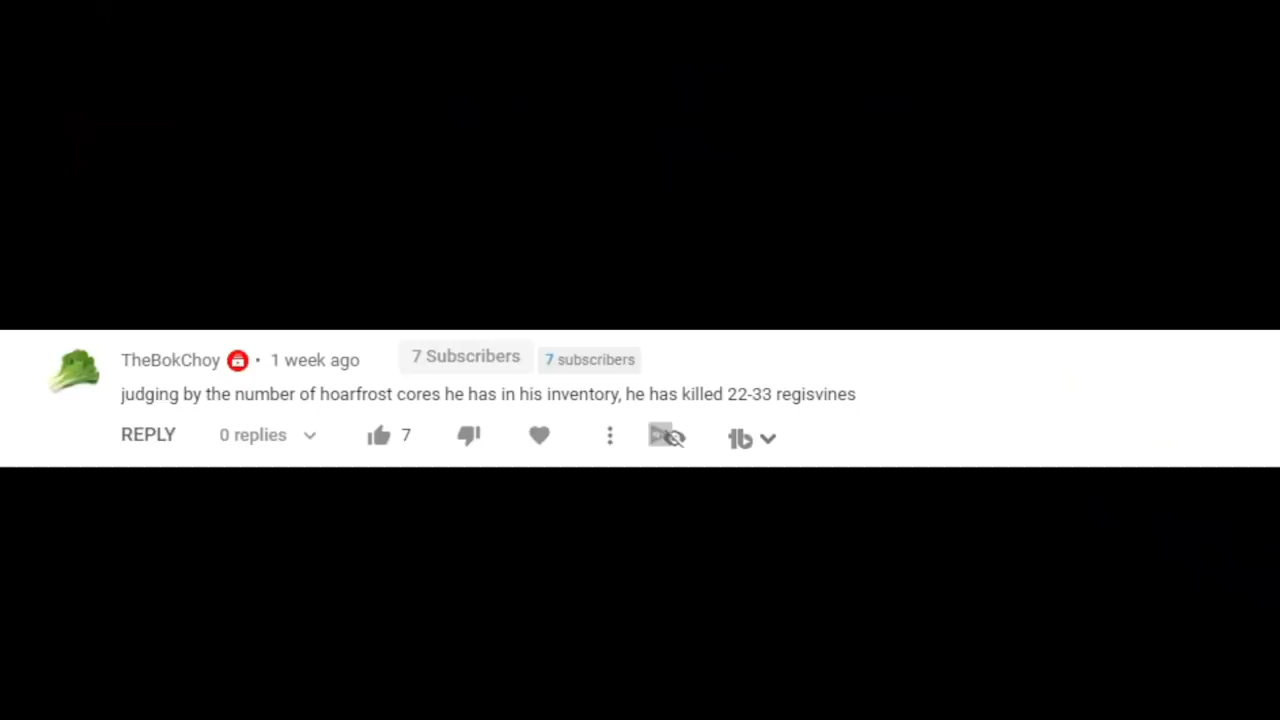 TheBokChoy • 1 week ago 7 Subscribers 7 subscribers
judging by the number of hoarfrost cores he has in his inventory, he has killed 22-33 regisvines
REPLY 0 replies 7